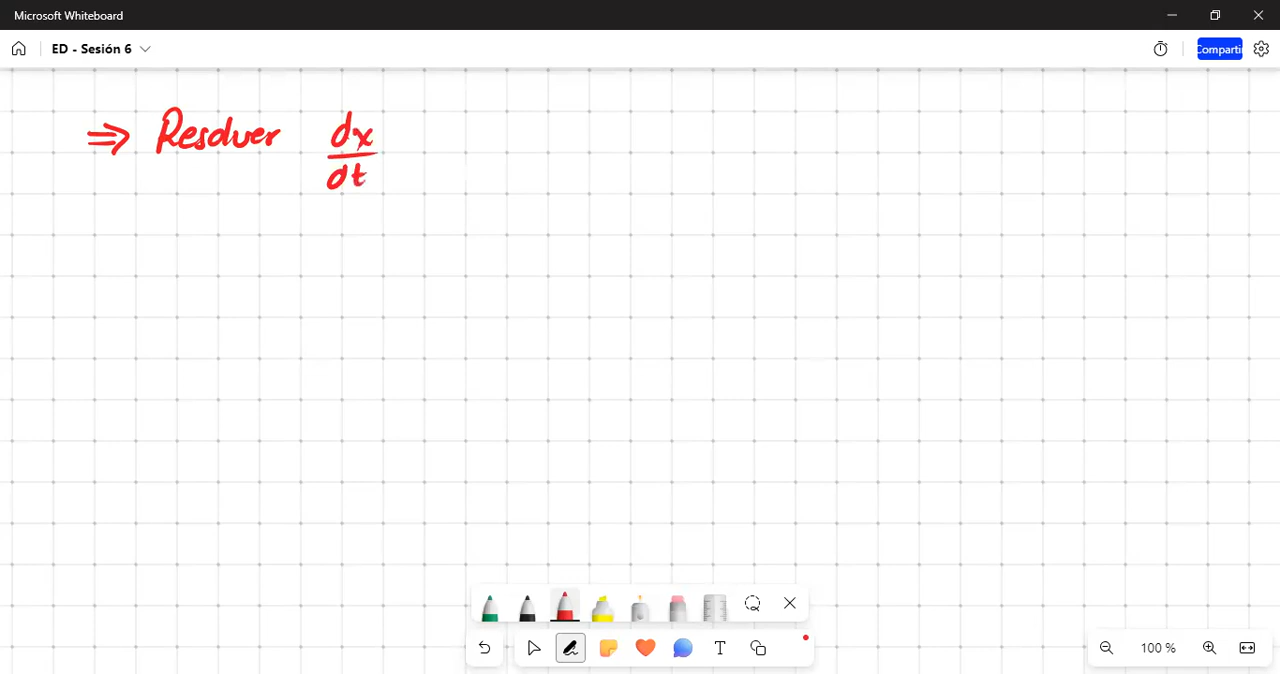 Microsoft Whiteboard
ED - Sesión 6
Comparti
⇒ Resolver dx/dt
T
100 %